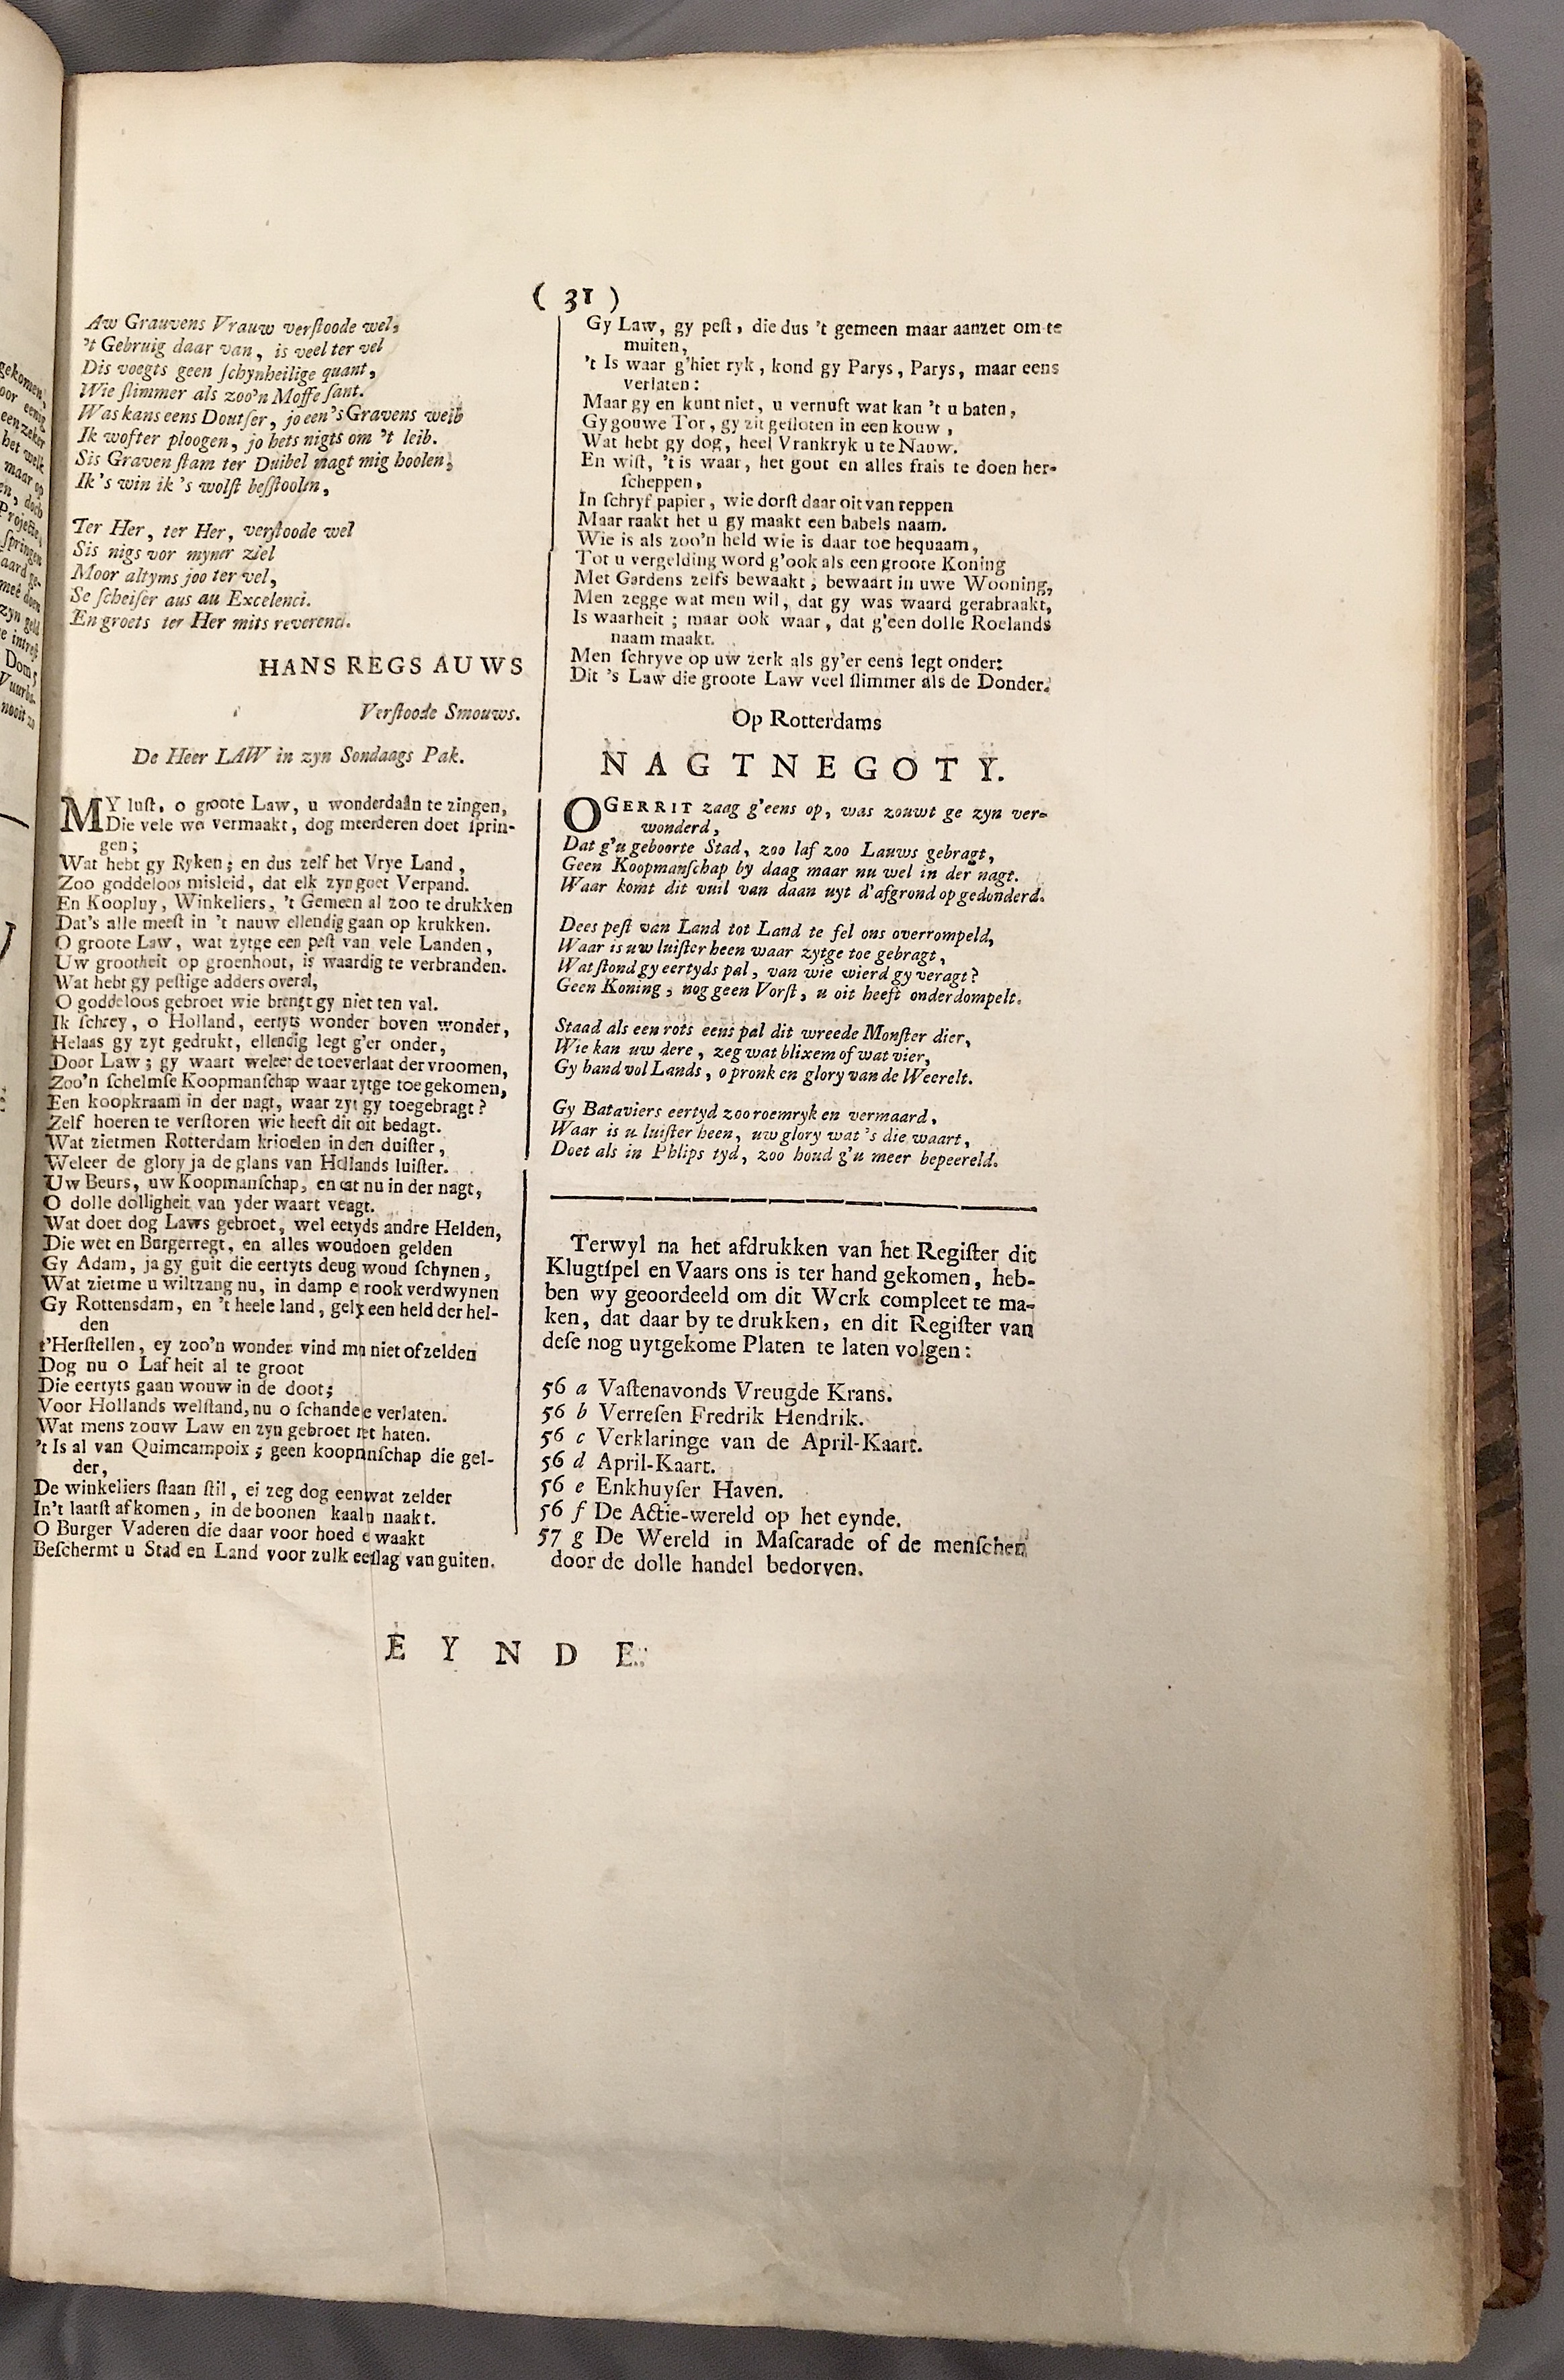 ( 31 )
Aw Grauvens Vrauw verſtoode wel,
't Gebruig daar van, is veel ter vel
Dis voegts geen ſchynheilige quant,
Wie ſlimmer als zoo'n Moffe ſant.
Was kans eens Doutſer, jo een 's Gravens weib
Ik wofter ploogen, jo hets nigts om 't leib.
Sis Graven ſtam ter Duibel magt mig hoolen,
Ik 's win ik 's wolſt beſſtoolen,
Ter Her, ter Her, verſtoode wel
Sis nigs vor myner ziel
Moor altyms joo ter vel,
Se ſcheiſer aus au Excelenci.
En groets ter Her mits reverenci.
HANS REGS AUWS
Verſtoode Smouws.
De Heer LAW in zyn Sondaags Pak.
MY luſt, o groote Law, u wonderdaân te zingen,
Die vele wo vermaakt, dog meerderen doet ſprin-
gen;
Wat hebt gy Ryken; en dus zelf het Vrye Land,
Zoo goddeloos misleid, dat elk zyn goet Verpand.
En Koopluy, Winkeliers, 't Gemeen al zoo te drukken
Dat's alle meeſt in 't nauw ellendig gaan op krukken.
O groote Law, wat zytge een peſt van vele Landen,
Uw grootheit op groenhout, is waardig te verbranden.
Wat hebt gy peſtige adders overal,
O goddeloos gebroet wie brengt gy niet ten val.
Ik ſchrey, o Holland, eertyts wonder boven wonder,
Helaas gy zyt gedrukt, ellendig legt g'er onder,
Door Law; gy waart weleer de toeverlaat der vroomen,
Zoo'n ſchelmſe Koopmanſchap waar zytge toe gekomen,
Een koopkraam in der nagt, waar zyt gy toegebragt?
Zelf hoeren te verſtoren wie heeft dit oit bedagt.
Wat zietmen Rotterdam krioelen in den duiſter,
Weleer de glory ja de glans van Hollands luiſter.
Uw Beurs, uw Koopmanſchap, en dat nu in der nagt,
O dolle dolligheit van yder waart veragt.
Wat doet dog Laws gebroet, wel eetyds andre Helden,
Die wet en Burgerregt, en alles woudoen gelden
Gy Adam, ja gy guit die eertyts deug woud ſchynen,
Wat zietme u wiltzang nu, in damp e rook verdwynen
Gy Rottensdam, en 't heele land, gelyk een held der hel-
den
t'Herſtellen, ey zoo'n wonder vind mn niet of zelden
Dog nu o Lafheit al te groot
Die eertyts gaan wouw in de doot;
Voor Hollands welſtand, nu o ſchande e verlaten.
Wat mens zouw Law en zyn gebroet iet haten.
't Is al van Quimcampoix; geen koopmnſchap die gel-
der,
De winkeliers ſtaan ſtil, ei zeg dog een wat zelder
In't laatſt afkomen, in de boonen kaal n naakt.
O Burger Vaderen die daar voor hoed e waakt
Beſchermt u Stad en Land voor zulk eeſlag van guiten.
Gy Law, gy peſt, die dus 't gemeen maar aanzet om te
muiten,
't Is waar g'hiet ryk, kond gy Parys, Parys, maar eens
verlaten:
Maar gy en kunt niet, u vernuft wat kan 't u baten,
Gy gouwe Tor, gy zit geſloten in een kouw,
Wat hebt gy dog, heel Vrankryk u te Nauw.
En wiſt, 't is waar, het gout en alles frais te doen her-
ſcheppen,
In ſchryf papier, wie dorſt daar oit van reppen
Maar raakt het u gy maakt een babels naam.
Wie is als zoo'n held wie is daar toe bequaam,
Tot u vergelding word g'ook als een groote Koning
Met Gardens zelfs bewaakt, bewaart in uwe Wooning,
Men zegge wat men wil, dat gy was waard gerabraakt,
Is waarheit; maar ook waar, dat g'een dolle Roelands
naam maakt.
Men ſchryve op uw zerk als gy'er eens legt onder:
Dit 's Law die groote Law veel ſlimmer als de Donder.
Op Rotterdams
NAGTNEGOTY.
O GERRIT zaag g'eens op, was zouwt ge zyn ver-
wonderd,
Dat g'u geboorte Stad, zoo laf zoo Lauws gebragt,
Geen Koopmanſchap by daag maar nu wel in der nagt.
Waar komt dit vuil van daan uyt d'afgrond op gedonderd.
Dees peſt van Land tot Land te fel ons overrompeld,
Waar is uw luiſter heen waar zytge toe gebragt,
Wat ſtond gy eertyds pal, van wie wierd gy veragt?
Geen Koning, nog geen Vorſt, u oit heeft onderdompelt.
Staad als een rots eens pal dit wreede Monſter dier,
Wie kan uw dere, zeg wat blixem of wat vier,
Gy hand vol Lands, o pronk en glory van de Weerelt.
Gy Bataviers eertyd zoo roemryk en vermaard,
Waar is u luiſter heen, uw glory wat 's die waart,
Doet als in Phlips tyd, zoo houd g'u meer bepeereld.
Terwyl na het afdrukken van het Regiſter dit
Klugtſpel en Vaars ons is ter hand gekomen, heb-
ben wy geoordeeld om dit Werk compleet te ma-
ken, dat daar by te drukken, en dit Regiſter van
deſe nog uytgekome Platen te laten volgen:
56 a Vaſtenavonds Vreugde Krans.
56 b Verreſen Fredrik Hendrik.
56 c Verklaringe van de April-Kaart.
56 d April-Kaart.
56 e Enkhuyſer Haven.
56 f De Actie-wereld op het eynde.
57 g De Wereld in Maſcarade of de menſchen
door de dolle handel bedorven.
EYNDE.